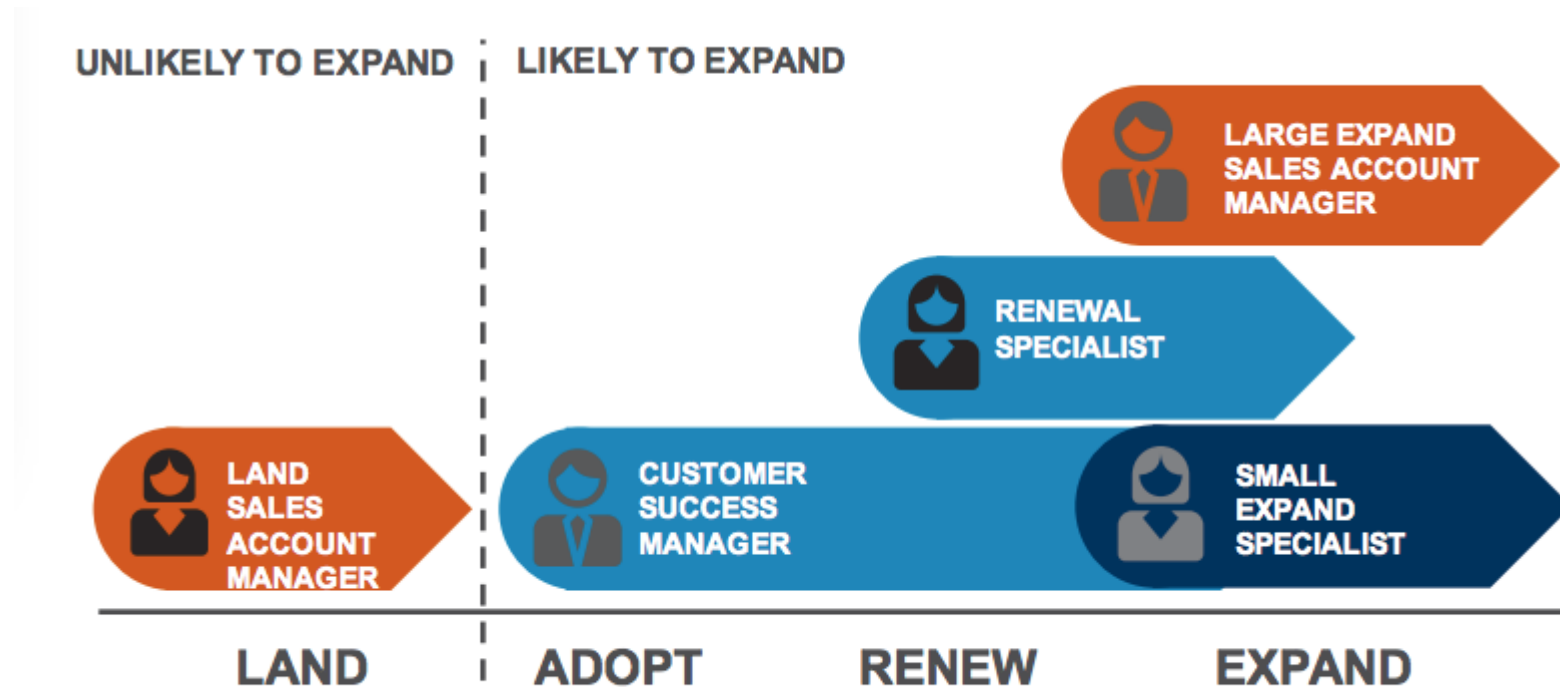 UNLIKELY TO EXPAND
LIKELY TO EXPAND
LARGE EXPAND
SALES ACCOUNT
MANAGER
RENEWAL
SPECIALIST
LAND
SALES
ACCOUNT
MANAGER
CUSTOMER
SUCCESS
MANAGER
SMALL
EXPAND
SPECIALIST
LAND
ADOPT
RENEW
EXPAND